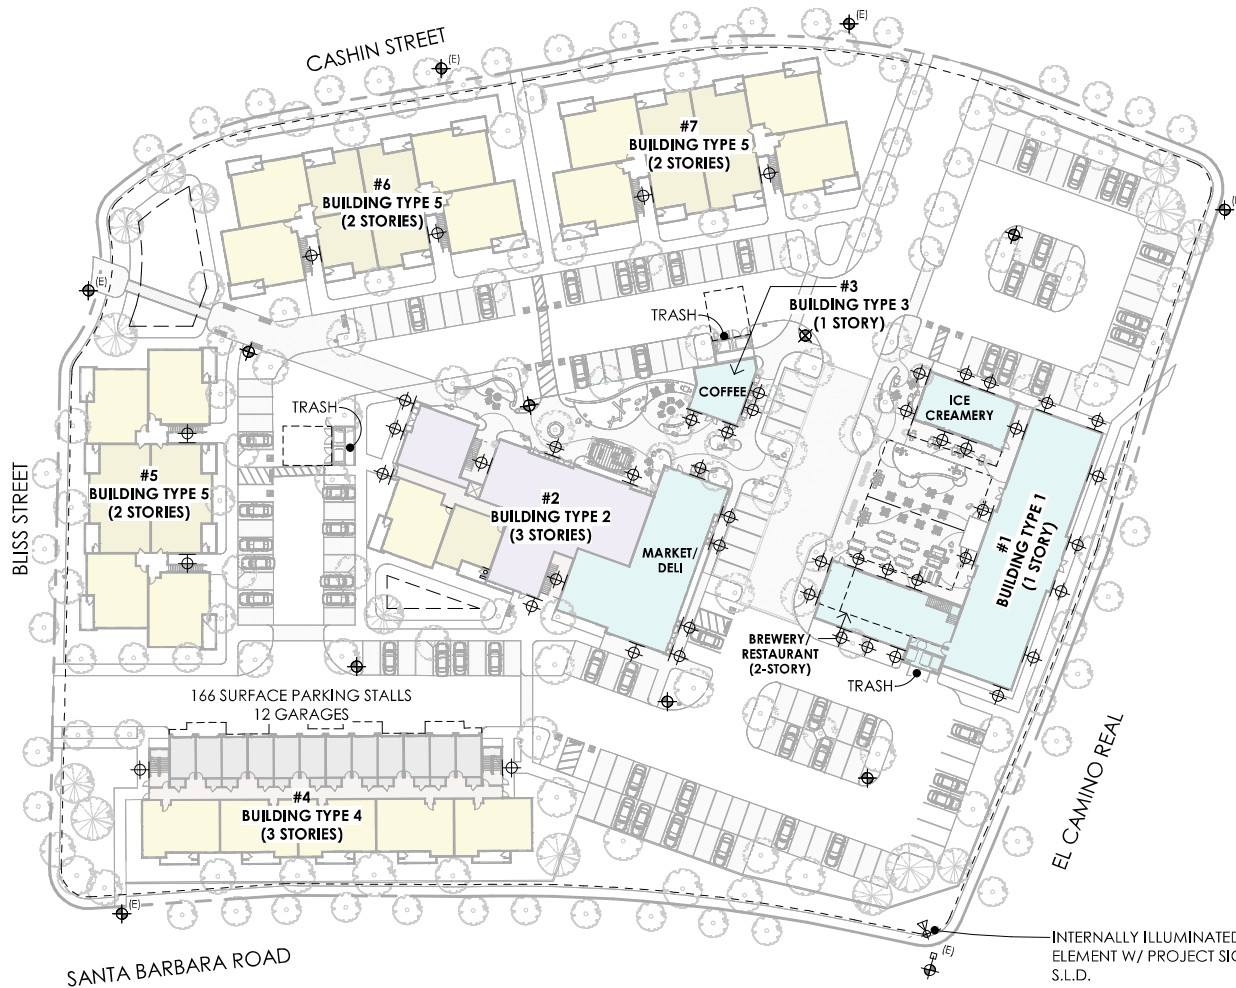 CASHIN STREET
(E)
(E)
#7
BUILDING TYPE 5
(2 STORIES)
#6
BUILDING TYPE 5
(2 STORIES)
(E)
#3
BUILDING TYPE 3
(1 STORY)
TRASH
COFFEE
ICE
CREAMERY
TRASH
BLISS STREET
#5
BUILDING TYPE 5
(2 STORIES)
#2
BUILDING TYPE 2
(3 STORIES)
MARKET/
DELI
#1
BUILDING TYPE 1
(1 STORY)
BREWERY/
RESTAURANT
(2-STORY)
TRASH
166 SURFACE PARKING STALLS
12 GARAGES
#4
BUILDING TYPE 4
(3 STORIES)
EL CAMINO REAL
(E)
(E)
SANTA BARBARA ROAD
INTERNALLY ILLUMINATED
ELEMENT W/ PROJECT SIG
S.L.D.